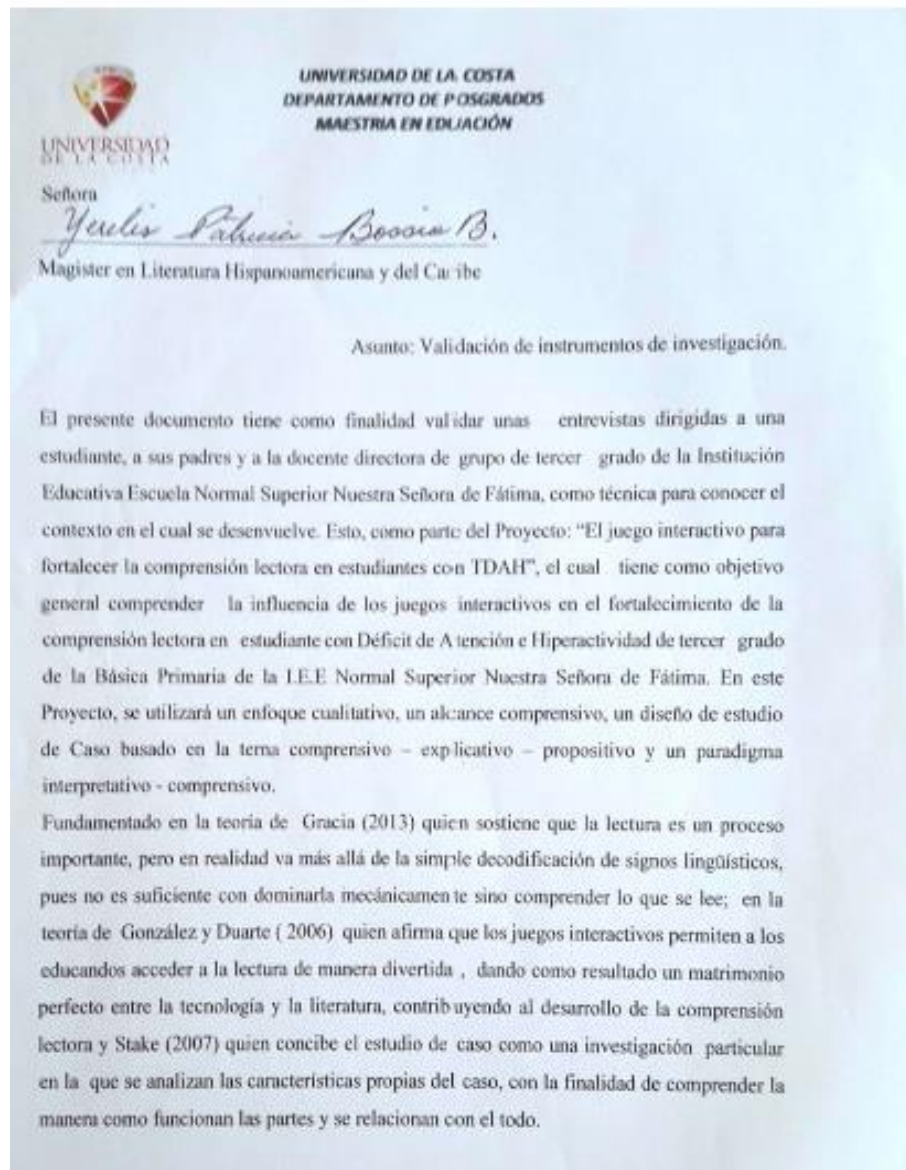 UNIVERSIDAD DE LA COSTA
DEPARTAMENTO DE POSGRADOS
MAESTRIA EN EDUACIÓN
UNIVERSIDAD
DE LA COSTA
Señora
Yerelis Patricia Bossio B.
Magister en Literatura Hispanoamericana y del Caribe
Asunto: Validación de instrumentos de investigación.
El presente documento tiene como finalidad validar unas entrevistas dirigidas a una
estudiante, a sus padres y a la docente directora de grupo de tercer grado de la Institución
Educativa Escuela Normal Superior Nuestra Señora de Fátima, como técnica para conocer el
contexto en el cual se desenvuelve. Esto, como parte del Proyecto: “El juego interactivo para
fortalecer la comprensión lectora en estudiantes con TDAH”, el cual tiene como objetivo
general comprender la influencia de los juegos interactivos en el fortalecimiento de la
comprensión lectora en estudiante con Déficit de Atención e Hiperactividad de tercer grado
de la Básica Primaria de la I.E.E Normal Superior Nuestra Señora de Fátima. En este
Proyecto, se utilizará un enfoque cualitativo, un alcance comprensivo, un diseño de estudio
de Caso basado en la terna comprensivo – explicativo – propositivo y un paradigma
interpretativo - comprensivo.
Fundamentado en la teoría de Gracia (2013) quien sostiene que la lectura es un proceso
importante, pero en realidad va más allá de la simple decodificación de signos lingüísticos,
pues no es suficiente con dominarla mecánicamente sino comprender lo que se lee; en la
teoría de González y Duarte ( 2006) quien afirma que los juegos interactivos permiten a los
educandos acceder a la lectura de manera divertida , dando como resultado un matrimonio
perfecto entre la tecnología y la literatura, contribuyendo al desarrollo de la comprensión
lectora y Stake (2007) quien concibe el estudio de caso como una investigación particular
en la que se analizan las características propias del caso, con la finalidad de comprender la
manera como funcionan las partes y se relacionan con el todo.